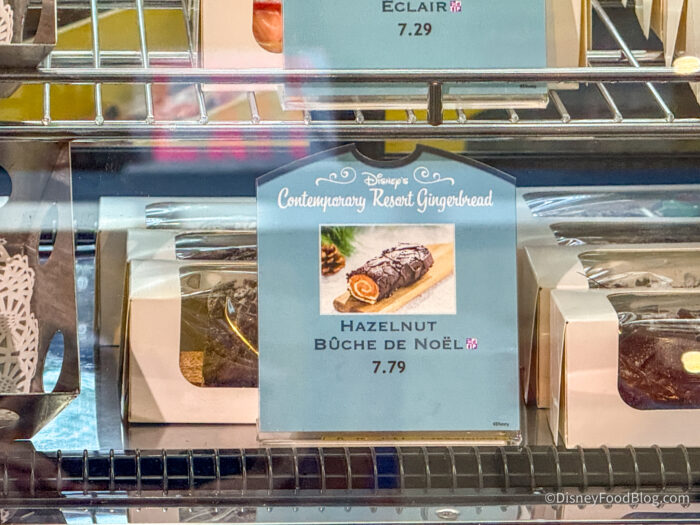 ECLAIR
7.29
DISNEY'S
Contemporary Resort Gingerbread
HAZELNUT
BÛCHE DE NOËL
7.79
©Disney
©DisneyFoodBlog.com